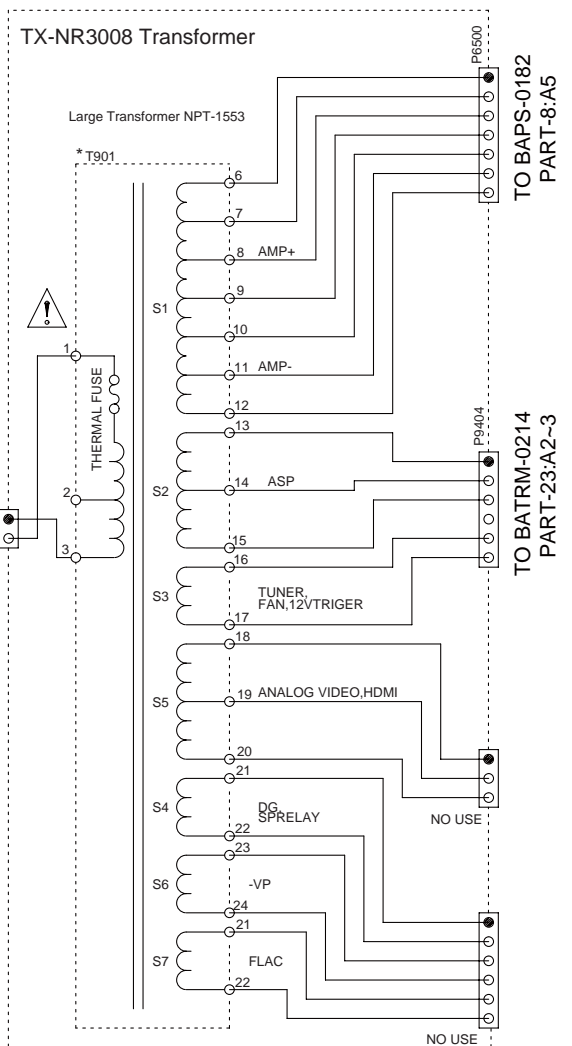 TX-NR3008 Transformer
P6500
TO BAPS-0182
PART-8:A5
Large Transformer NPT-1553
* T901
6
7
8 AMP+
9
S1
10
!
1
11 AMP-
12
THERMAL FUSE
13
P9404
TO BATRM-0214
PART-23:A2~3
2
S2
14 ASP
15
3
16
S3
TUNER,
FAN,12VTRIGER
17
18
S5
19 ANALOG VIDEO,HDMI
20
21
S4
DG,
SPRELAY
NO USE
22
23
S6
-VP
24
21
S7
FLAC
22
NO USE